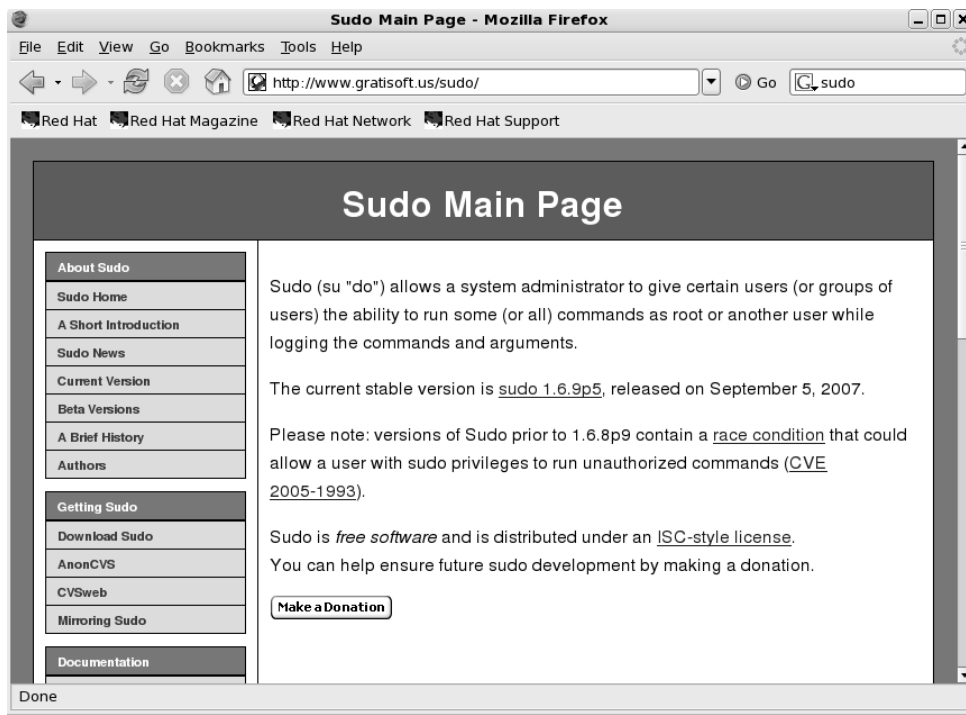 Sudo Main Page - Mozilla Firefox
File Edit View Go Bookmarks Tools Help
http://www.gratisoft.us/sudo/ Go G sudo
Red Hat Red Hat Magazine Red Hat Network Red Hat Support
Sudo Main Page
About Sudo
Sudo Home
A Short Introduction
Sudo News
Current Version
Beta Versions
A Brief History
Authors
Getting Sudo
Download Sudo
AnonCVS
CVSweb
Mirroring Sudo
Documentation
Sudo (su "do") allows a system administrator to give certain users (or groups of
users) the ability to run some (or all) commands as root or another user while
logging the commands and arguments.
The current stable version is sudo 1.6.9p5, released on September 5, 2007.
Please note: versions of Sudo prior to 1.6.8p9 contain a race condition that could
allow a user with sudo privileges to run unauthorized commands (CVE
2005-1993).
Sudo is free software and is distributed under an ISC-style license.
You can help ensure future sudo development by making a donation.
Make a Donation
Done